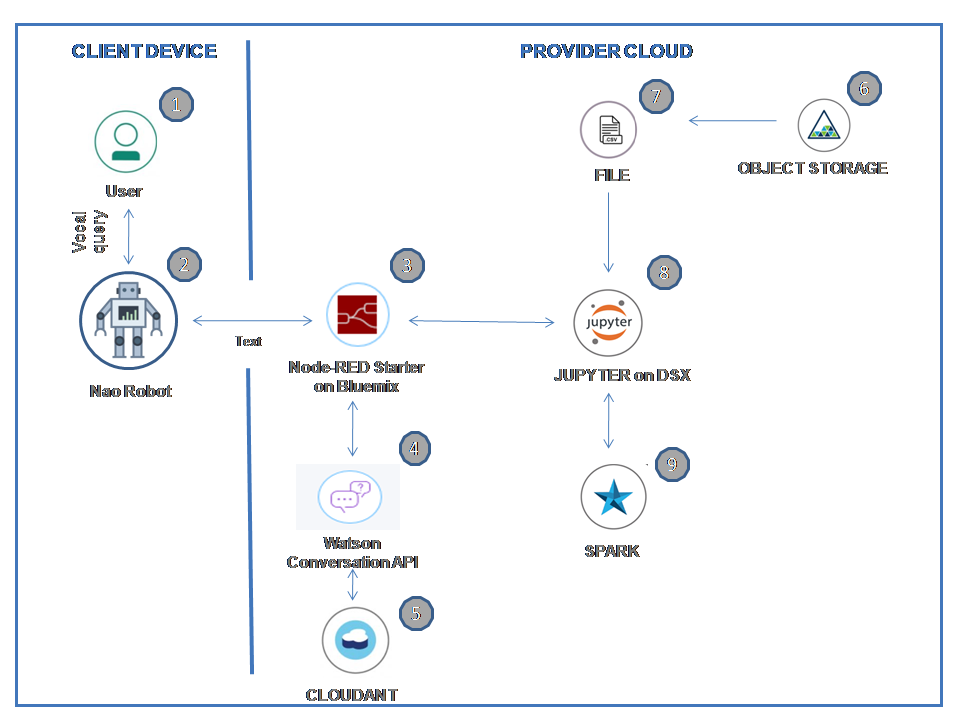 CLIENT DEVICE
PROVIDER CLOUD
1
User
Vocal
query
2
Nao Robot
Text
3
Node-RED Starter
on Bluemix
4
?
Watson
Conversation API
5
CLOUDANT
6
OBJECT STORAGE
7
.CSV
FILE
8
jupyter
JUPYTER on DSX
9
SPARK